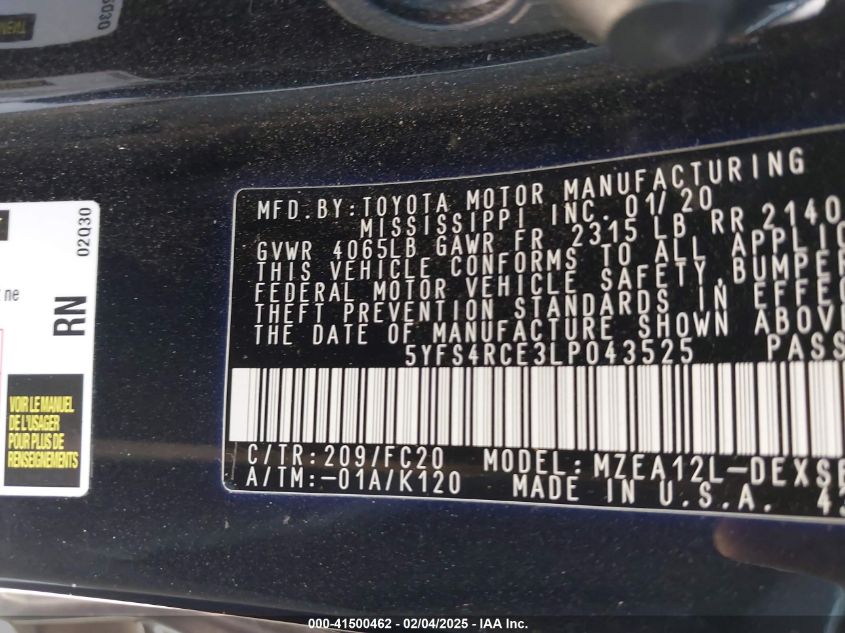 MFD.BY:TOYOTA MOTOR MANUFACTURING
MISSISSIPPI INC. 01/20
GVWR 4065LB GAWR FR 2315 LB RR 2140
THIS VEHICLE CONFORMS TO ALL APPLIC
FEDERAL MOTOR VEHICLE SAFETY,BUMPER
THEFT PREVENTION STANDARDS IN EFFEC
THE DATE OF MANUFACTURE SHOWN ABOVE
5YFS4RCE3LP043525 PASS
C/TR:209/FC20 MODEL:MZEA12L-DEXS
A/TM:-01A/K120 MADE IN U.S.A.
02Q30
ne
RN
VOIR LE MANUEL
DE L'USAGER
POUR PLUS DE
RENSEIGNEMENTS
000-41500462 - 02/04/2025 - IAA Inc.